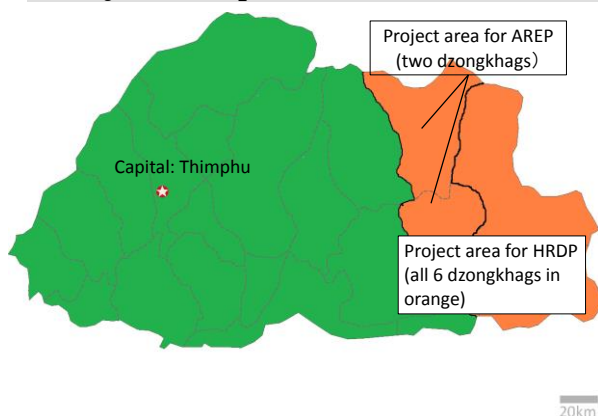 Project area for AREP
(two dzongkhags)
Capital: Thimphu
Project area for HRDP
(all 6 dzongkhags in
orange)
20km